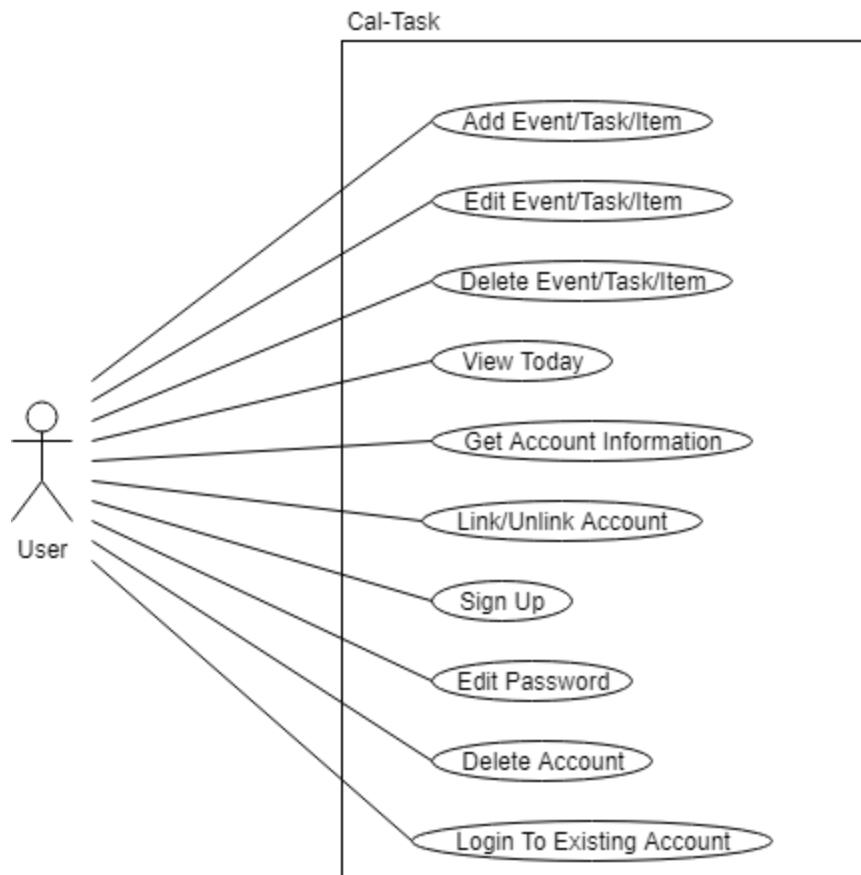 Cal-Task
Add Event/Task/Item
Edit Event/Task/Item
Delete Event/Task/Item
View Today
Get Account Information
Link/Unlink Account
User
Sign Up
Edit Password
Delete Account
Login To Existing Account